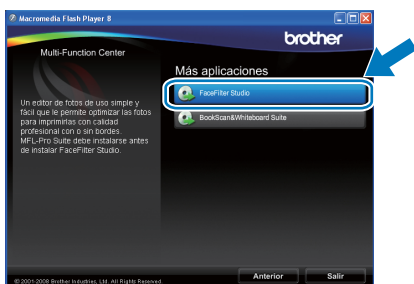 Macromedia Flash Player 8
brother
Multi-Function Center
Más aplicaciones
FaceFilter Studio
BookScan&Whiteboard Suite
Un editor de fotos de uso simple y
fácil que le permite optimizar las fotos
para imprimirlas con calidad
profesional con o sin bordes.
MFL-Pro Suite debe instalarse antes
de instalar FaceFilter Studio.
© 2001-2008 Brother Industries, Ltd. All Rights Reserved.
Anterior
Salir